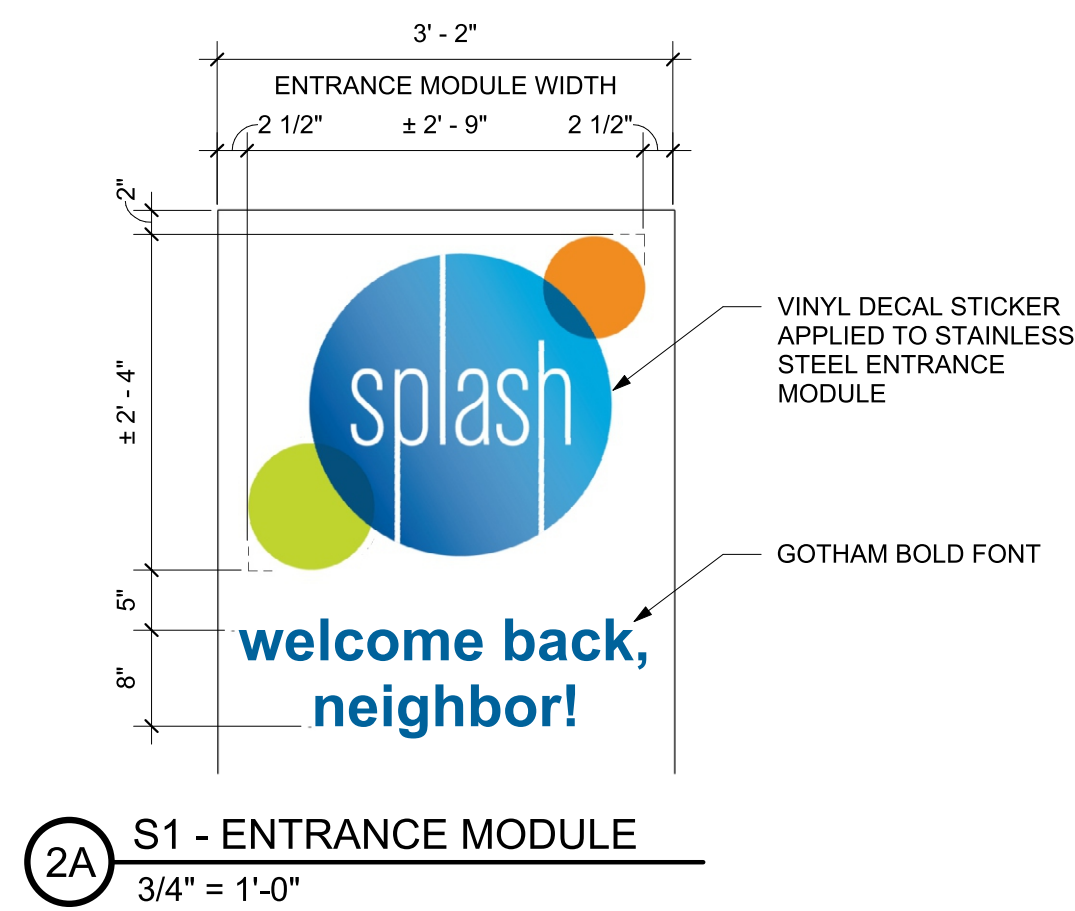 3' - 2"
ENTRANCE MODULE WIDTH
2 1/2" ± 2' - 9" 2 1/2"
2"
± 2' - 4"
5"
8"
splash
VINYL DECAL STICKER
APPLIED TO STAINLESS
STEEL ENTRANCE
MODULE
GOTHAM BOLD FONT
welcome back,
neighbor!
2A
S1 - ENTRANCE MODULE
3/4" = 1'-0"